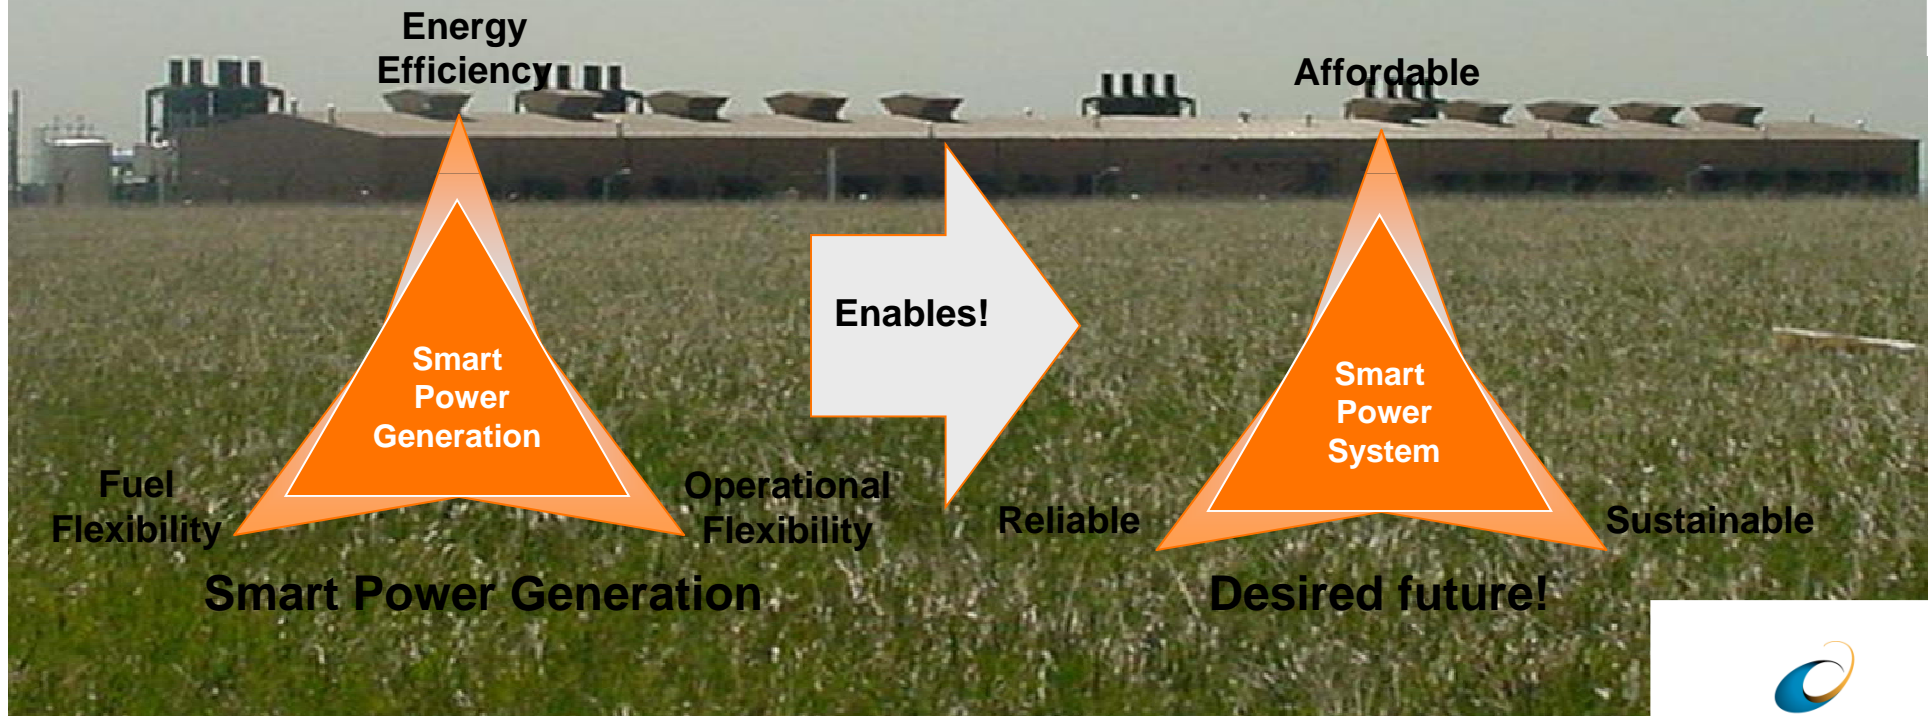 Energy
Efficiency
Smart
Power
Generation
Fuel
Flexibility
Operational
Flexibility
Smart Power Generation
Enables!
Affordable
Smart
Power
System
Reliable
Sustainable
Desired future!